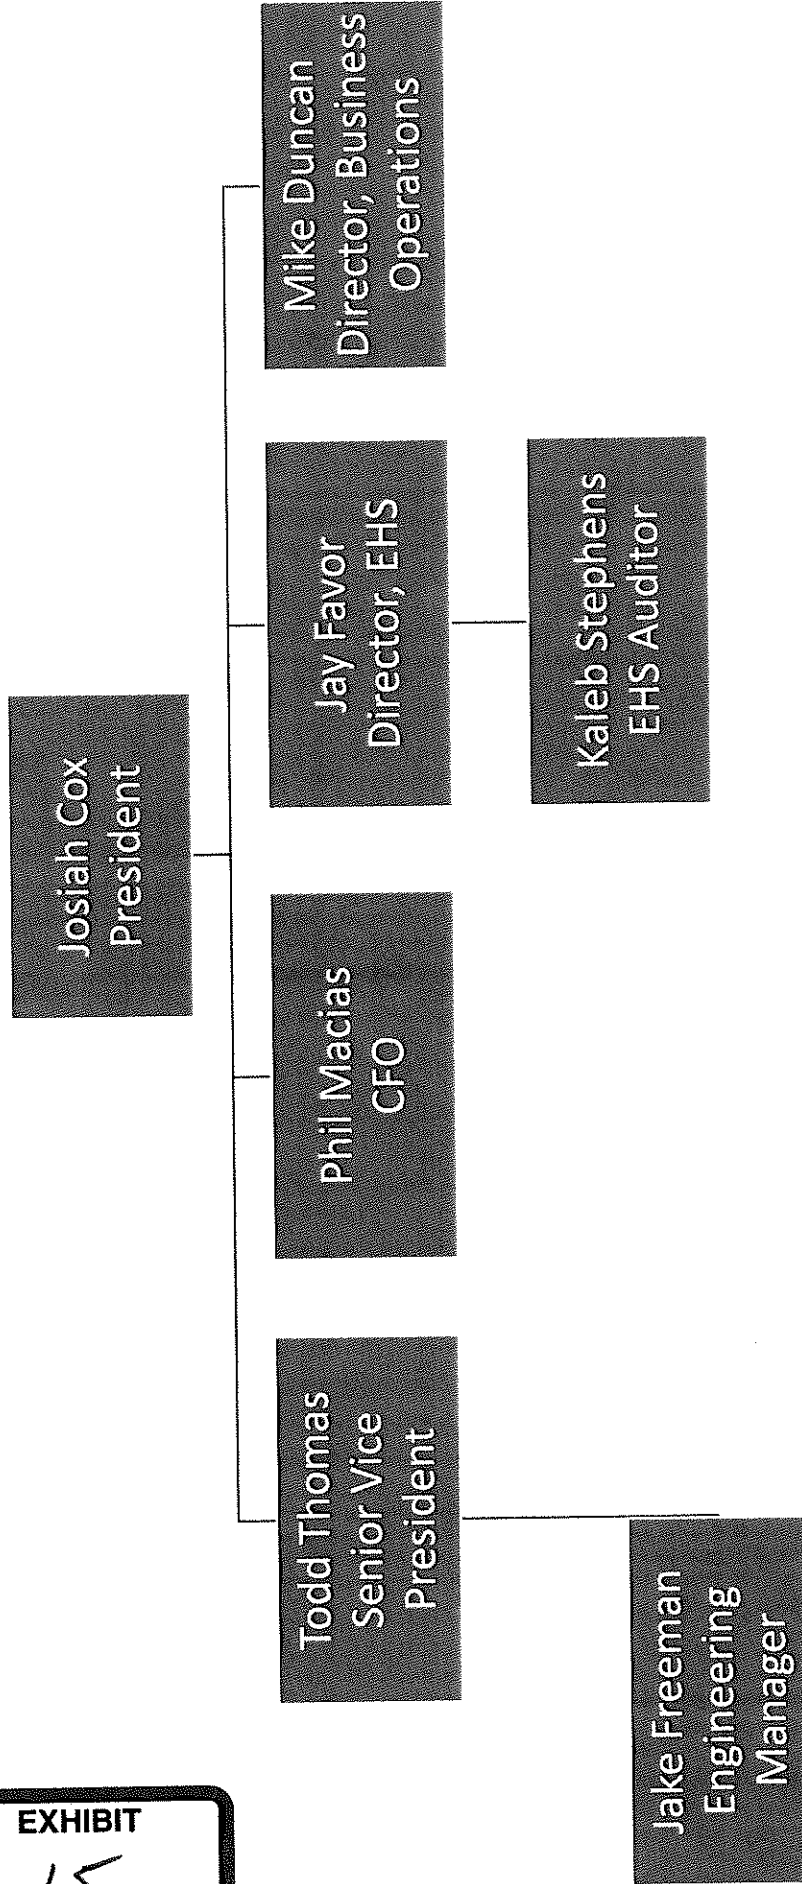 Josiah Cox
President
Todd Thomas
Senior Vice
President
Phil Macias
CFO
Jay Favor
Director, EHS
Mike Duncan
Director, Business
Operations
Kaleb Stephens
EHS Auditor
Jake Freeman
Engineering
Manager
EXHIBIT
15